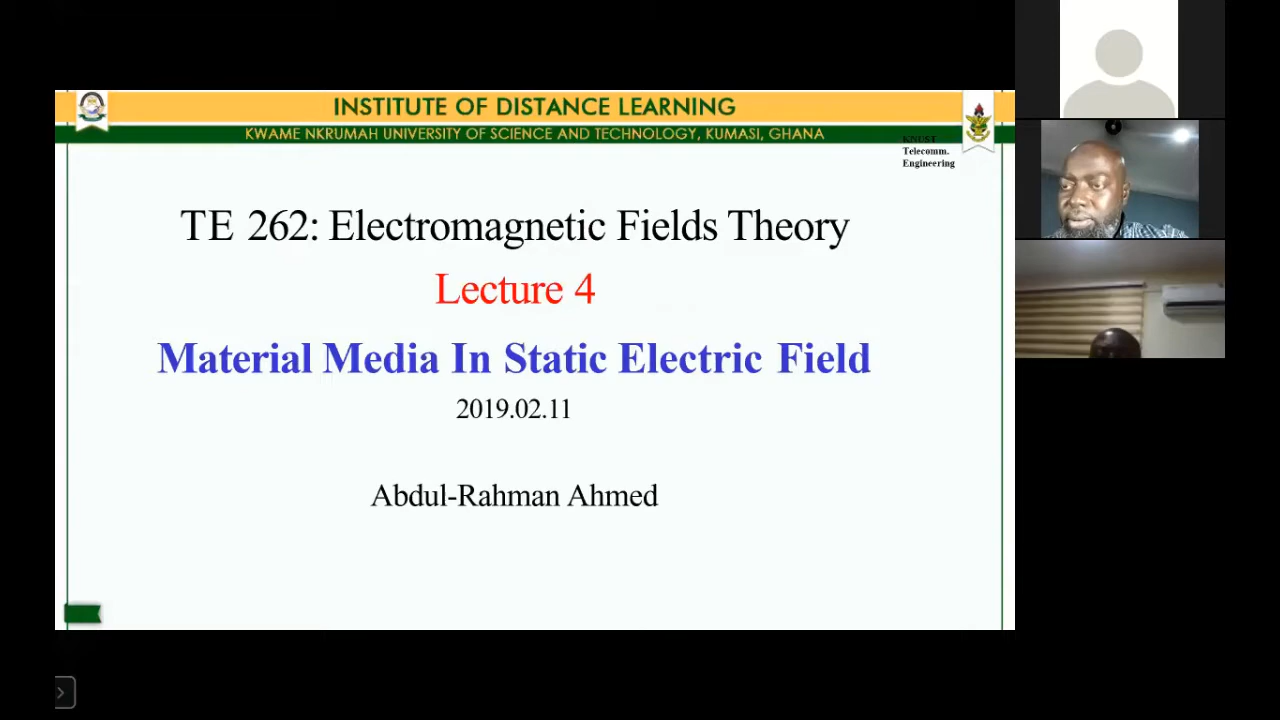 INSTITUTE OF DISTANCE LEARNING
KWAME NKRUMAH UNIVERSITY OF SCIENCE AND TECHNOLOGY, KUMASI, GHANA
KNUST
Telecomm.
Engineering
TE 262: Electromagnetic Fields Theory
Lecture 4
Material Media In Static Electric Field
2019.02.11
Abdul-Rahman Ahmed